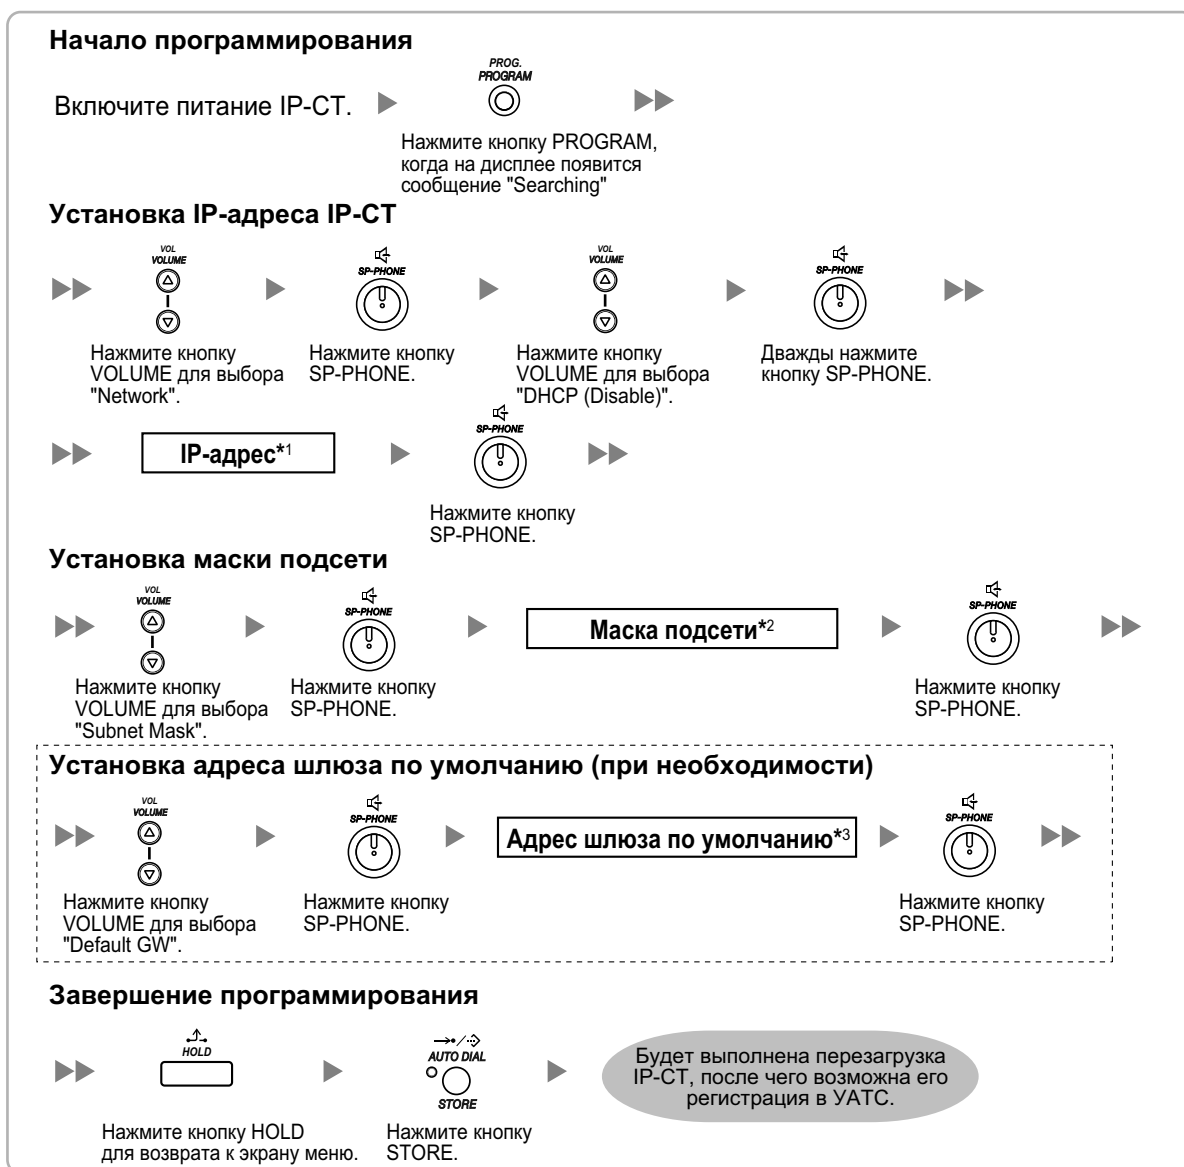 Начало программирования
PROG.
PROGRAM
Включите питание IP-СТ.
Нажмите кнопку PROGRAM,
когда на дисплее появится
сообщение "Searching"
Установка IP-адреса IP-СТ
VOL
VOLUME
Нажмите кнопку
VOLUME для выбора
"Network".
SP-PHONE
Нажмите кнопку
SP-PHONE.
VOL
VOLUME
Нажмите кнопку
VOLUME для выбора
"DHCP (Disable)".
SP-PHONE
Дважды нажмите
кнопку SP-PHONE.
IP-адрес*1
SP-PHONE
Нажмите кнопку
SP-PHONE.
Установка маски подсети
VOL
VOLUME
Нажмите кнопку
VOLUME для выбора
"Subnet Mask".
SP-PHONE
Нажмите кнопку
SP-PHONE.
Маска подсети*2
SP-PHONE
Нажмите кнопку
SP-PHONE.
Установка адреса шлюза по умолчанию (при необходимости)
VOL
VOLUME
Нажмите кнопку
VOLUME для выбора
"Default GW".
SP-PHONE
Нажмите кнопку
SP-PHONE.
Адрес шлюза по умолчанию*3
SP-PHONE
Нажмите кнопку
SP-PHONE.
Завершение программирования
HOLD
Нажмите кнопку HOLD
для возврата к экрану меню.
AUTO DIAL
STORE
Нажмите кнопку
STORE.
Будет выполнена перезагрузка
IP-СТ, после чего возможна его
регистрация в УАТС.